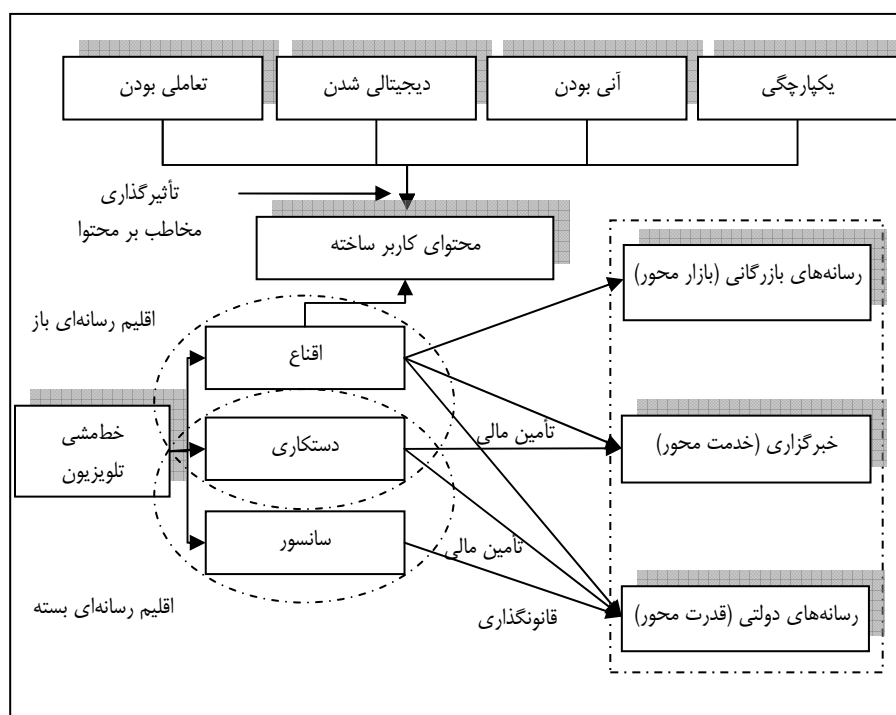 یکپارچگی
آنی بودن
دیجیتالی شدن
تعاملی بودن
تأثیرگذاری
مخاطب بر محتوا
محتوای کاربر ساخته
رسانه‌های بازرگانی (بازار محور)
اقلیم رسانه‌ای باز
اقناع
خط‌مشی
تلویزیون
دستکاری
تأمین مالی
خبرگزاری (خدمت محور)
سانسور
تأمین مالی
اقلیم رسانه‌ای بسته
قانونگذاری
رسانه‌های دولتی (قدرت محور)